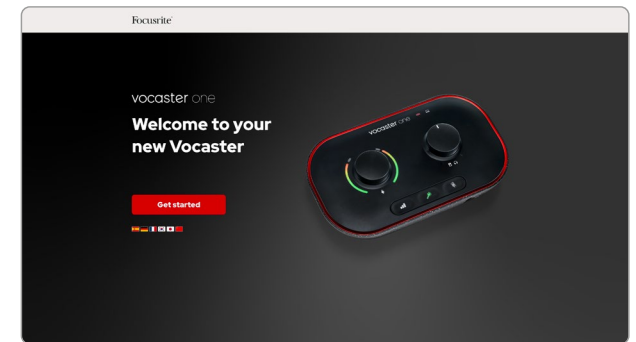 Focusrite®
vocaster one
Welcome to your
new Vocaster
Get started
vocaster one